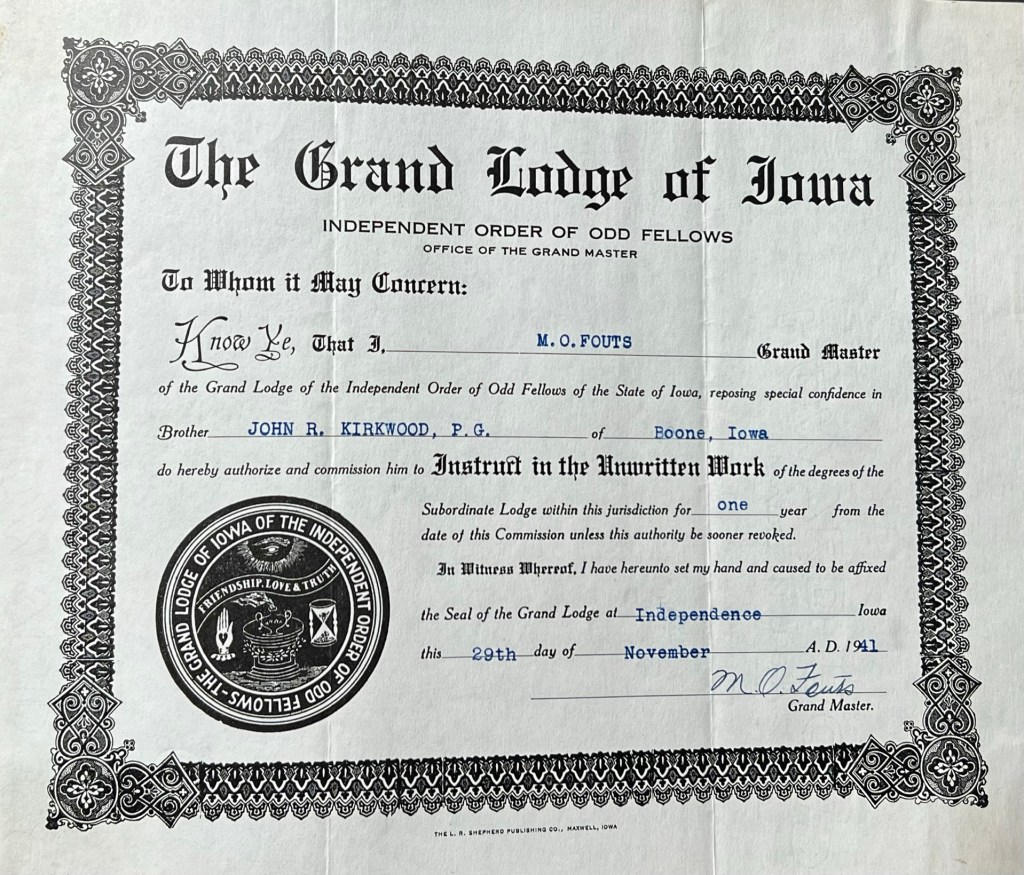 The Grand Lodge of Iowa
INDEPENDENT ORDER OF ODD FELLOWS
OFFICE OF THE GRAND MASTER
To Whom it May Concern:
Know Ye, That I, M. O. FOUTS Grand Master
of the Grand Lodge of the Independent Order of Odd Fellows of the State of Iowa, reposing special confidence in
Brother JOHN R. KIRKWOOD, P.G. of Boone, Iowa
do hereby authorize and commission him to Instruct in the Unwritten Work of the degrees of the
Subordinate Lodge within this jurisdiction for one year from the
date of this Commission unless this authority be sooner revoked.
In Witness Whereof, I have hereunto set my hand and caused to be affixed
the Seal of the Grand Lodge at Independence Iowa
this 29th day of November A. D. 1941
M. O. Fouts
Grand Master.
THE GRAND LODGE OF IOWA OF THE INDEPENDENT ORDER OF ODD FELLOWS
FRIENDSHIP, LOVE & TRUTH
THE L. R. SHEPHERD PUBLISHING CO., MAXWELL, IOWA